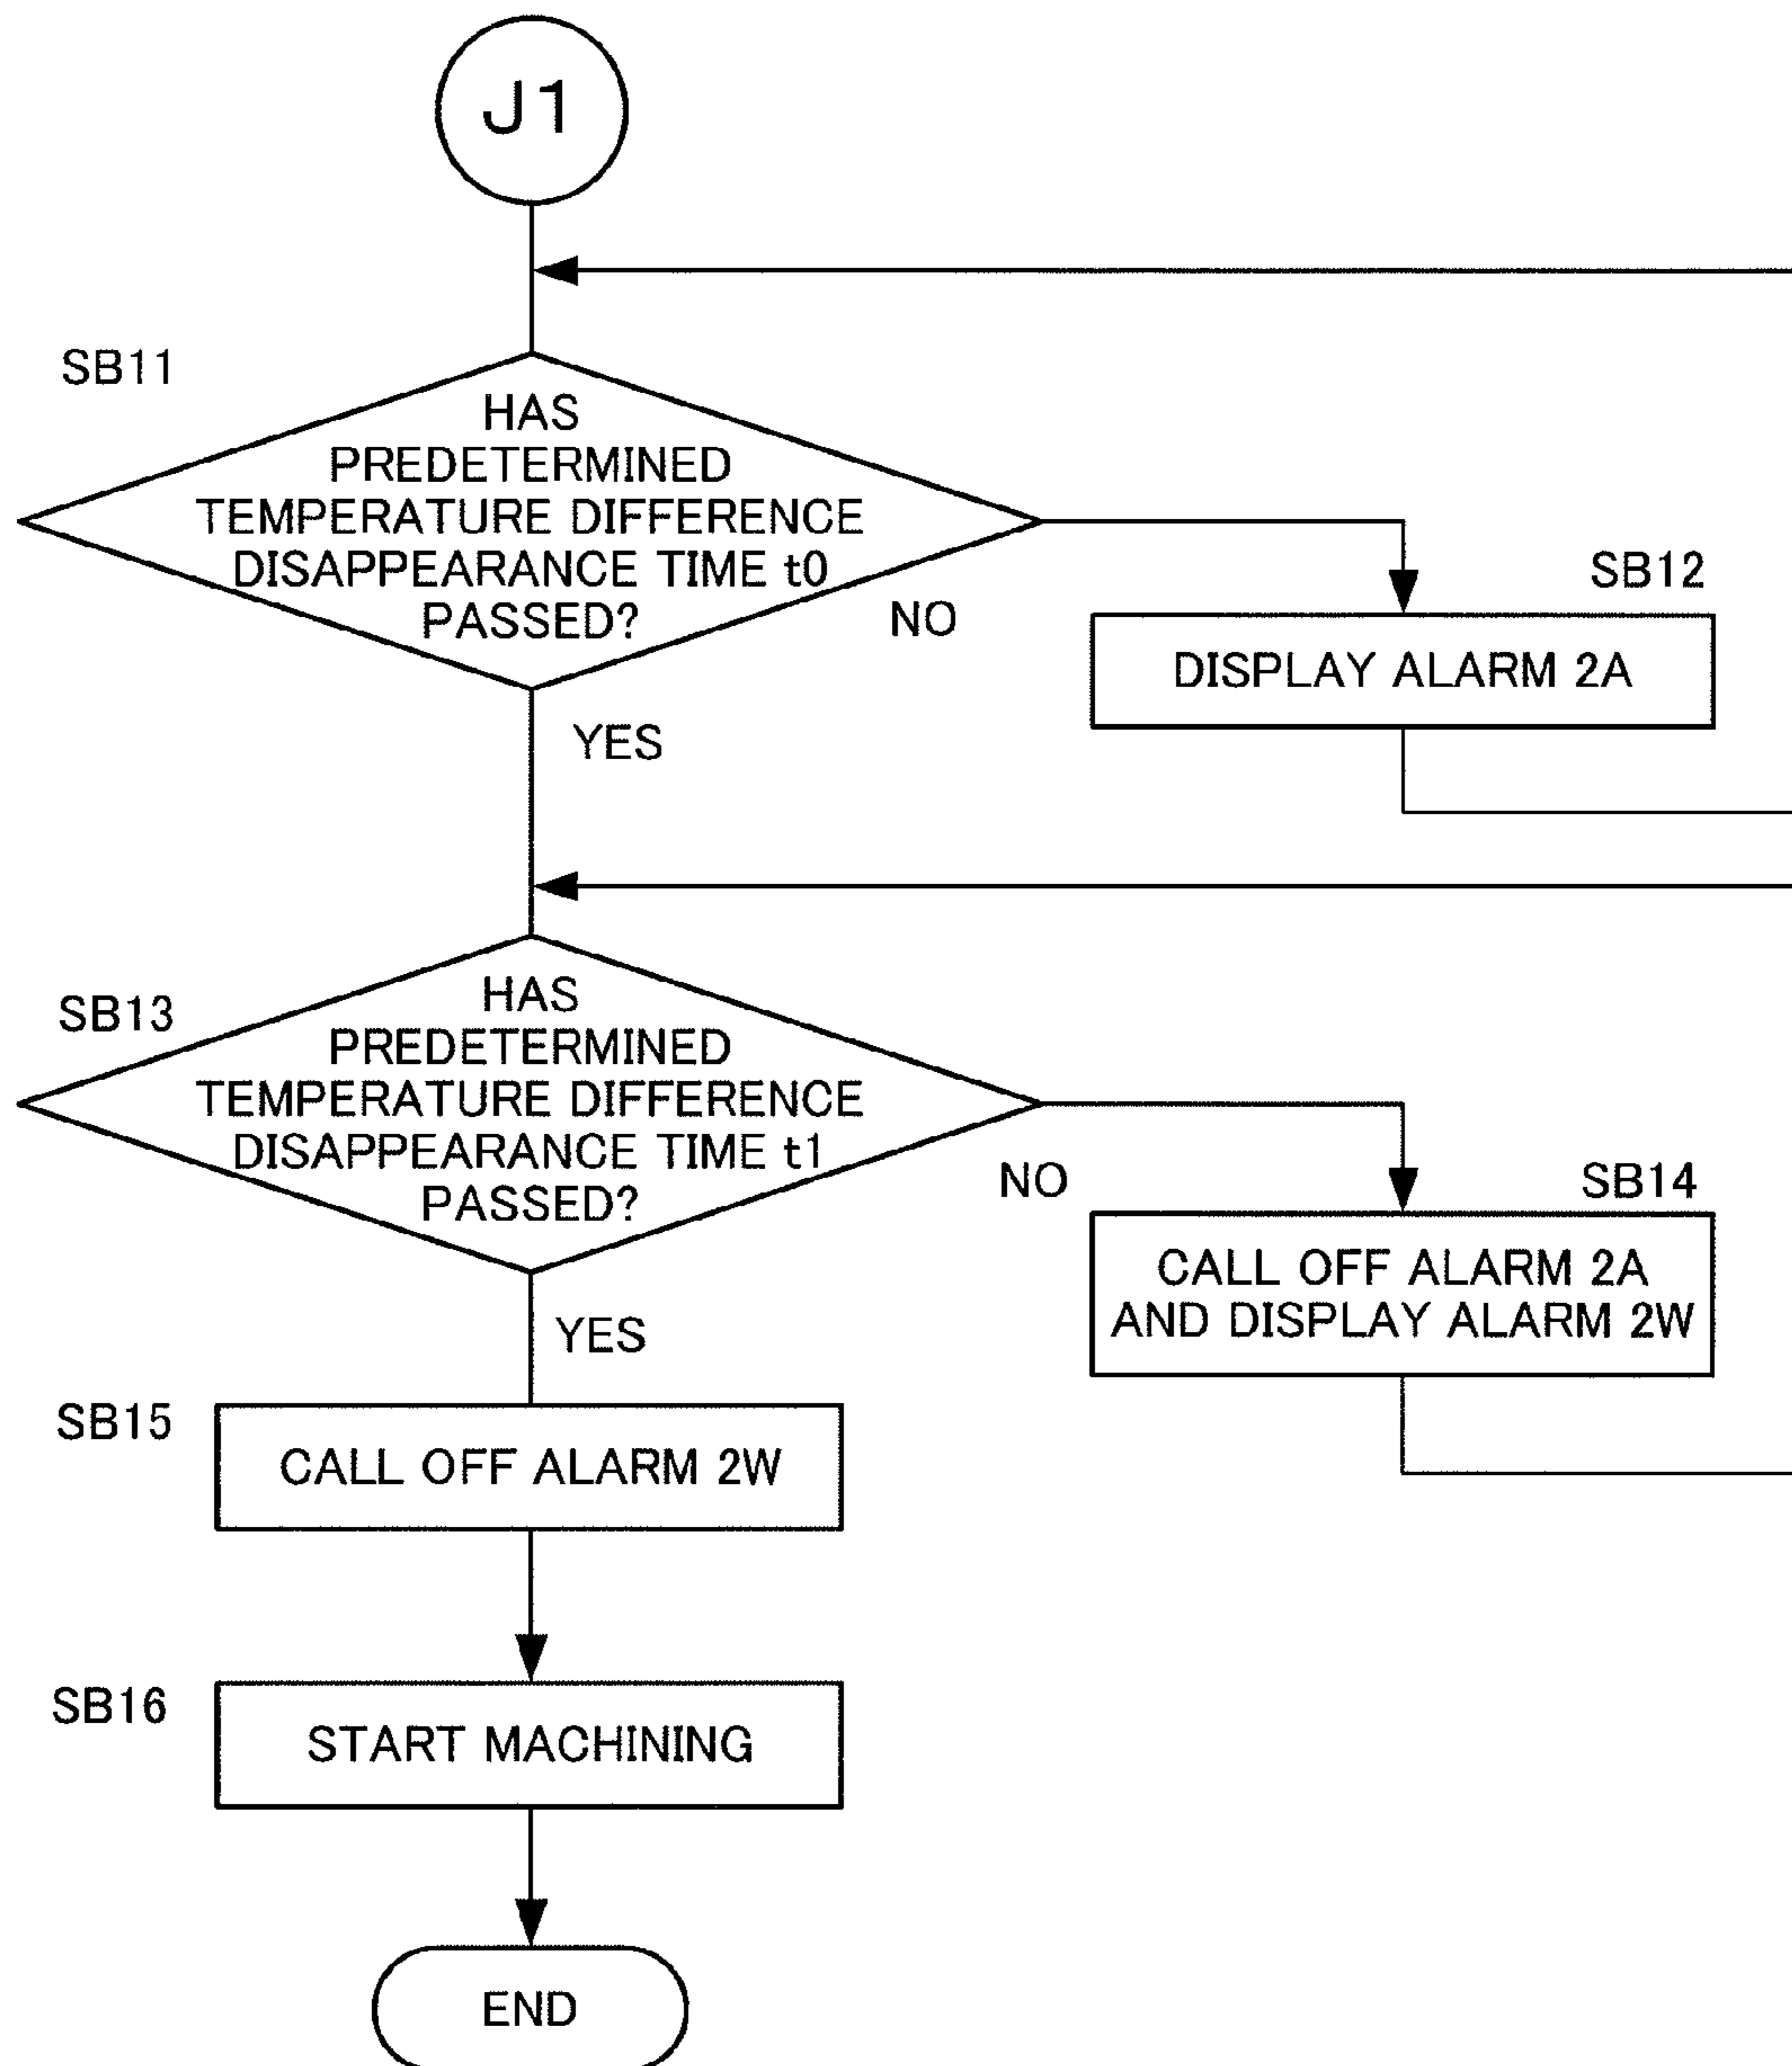 J1
SB11
HAS
PREDETERMINED
TEMPERATURE DIFFERENCE
DISAPPEARANCE TIME t0
PASSED?
NO
YES
SB12
DISPLAY ALARM 2A
SB13
HAS
PREDETERMINED
TEMPERATURE DIFFERENCE
DISAPPEARANCE TIME t1
PASSED?
NO
YES
SB14
CALL OFF ALARM 2A
AND DISPLAY ALARM 2W
SB15
CALL OFF ALARM 2W
SB16
START MACHINING
END